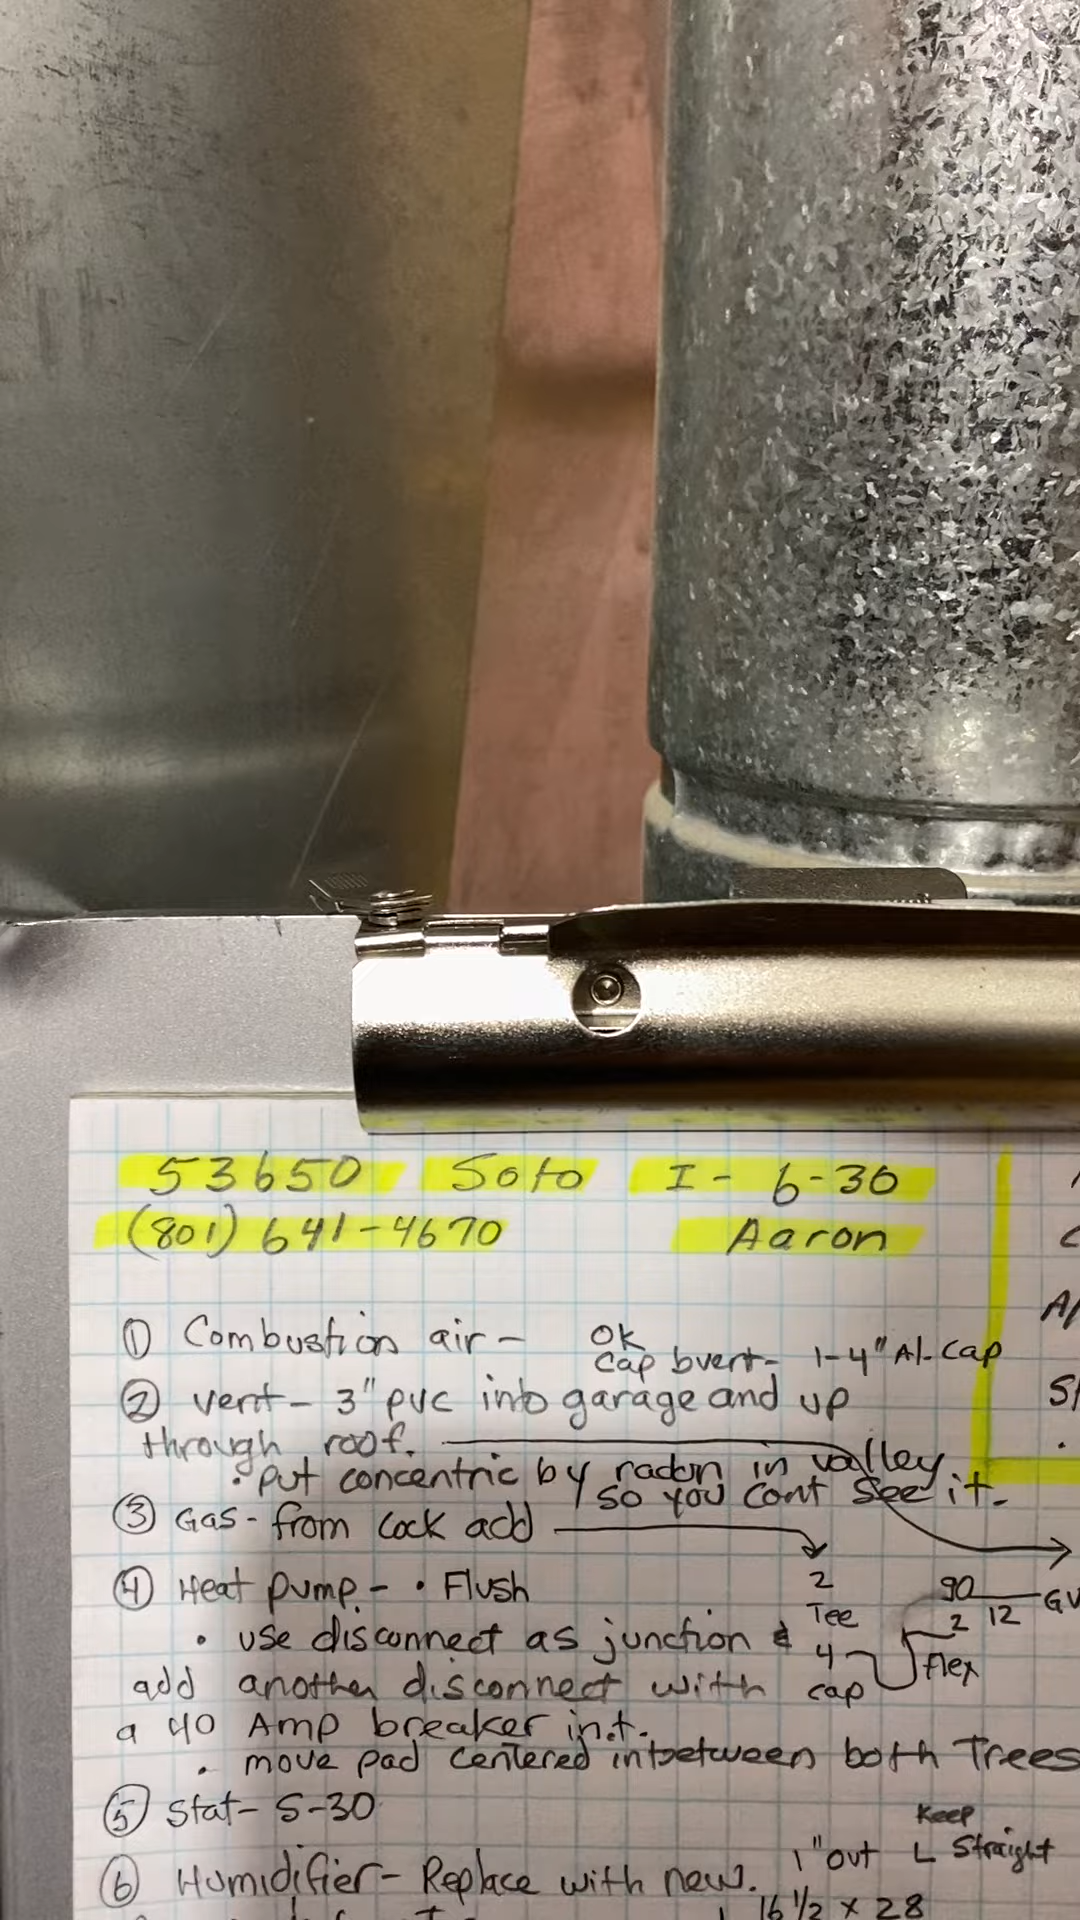 53650 Soto I - 6-30
(801) 641-4670 Aaron
① Combustion air - OK
Cap bvert- 1-4" Al. Cap
② vent - 3" pvc into garage and up
through roof.
• put concentric by radon in valley
so you cont see it.
③ Gas - from cock add
④ Heat pump - • Flush
2
Tee
4
cap
90
2 12 GV
Flex
• use disconnect as junction &
add another disconnect with
a 40 Amp breaker in.t.
• move pad centered inbetween both Trees
⑤ Stat - S-30
Keep
1" out L Straight
⑥ Humidifier - Replace with new.
16 1/2 x 28